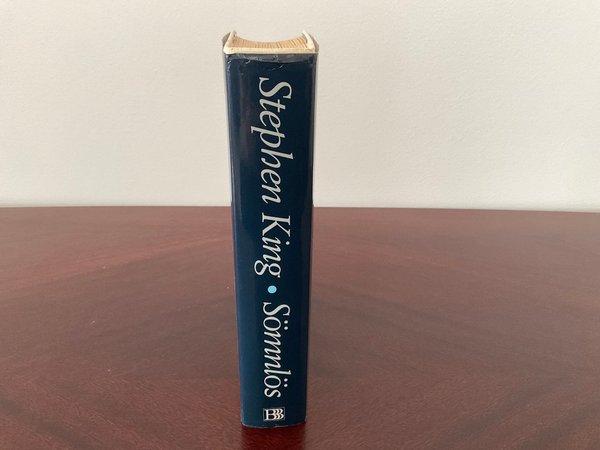 Stephen King • Sömnlös
B